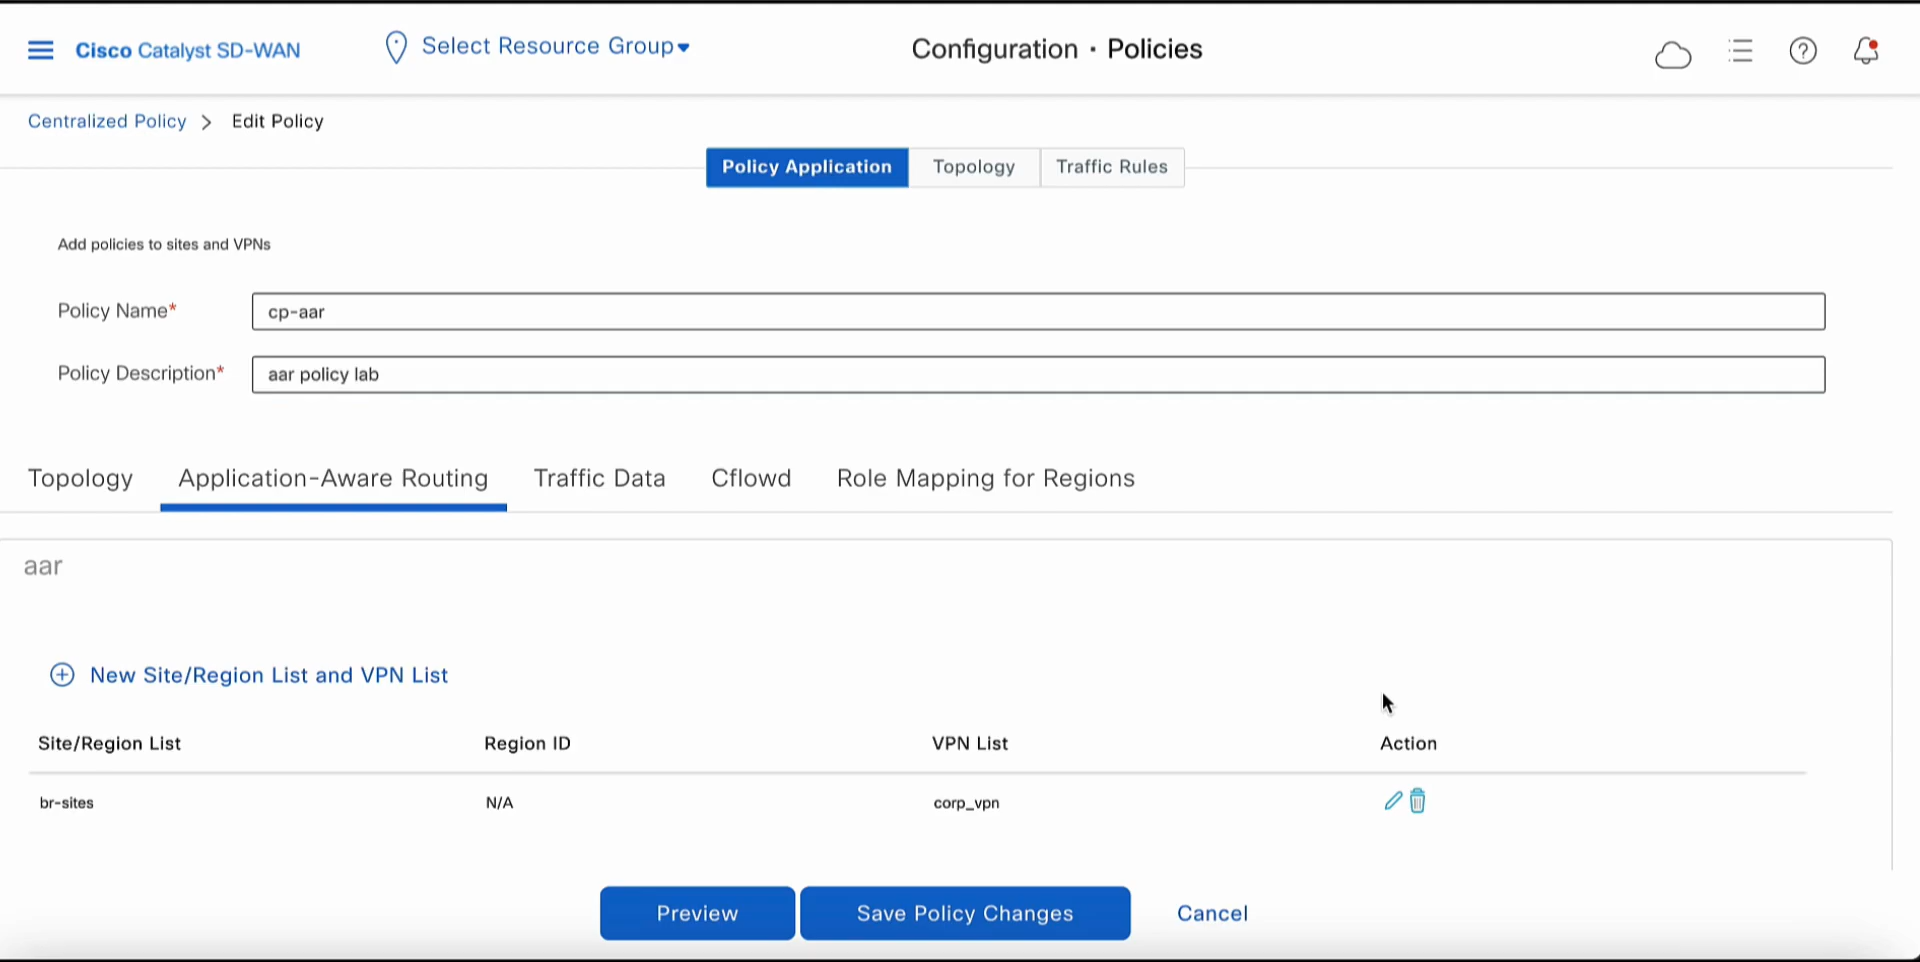 Cisco Catalyst SD-WAN
Select Resource Group
Configuration · Policies
Centralized Policy > Edit Policy
Policy Application
Topology
Traffic Rules
Add policies to sites and VPNs
Policy Name*
cp-aar
Policy Description*
aar policy lab
Topology
Application-Aware Routing
Traffic Data
Cflowd
Role Mapping for Regions
aar
New Site/Region List and VPN List
Site/Region List
Region ID
VPN List
Action
br-sites
N/A
corp_vpn
Preview
Save Policy Changes
Cancel